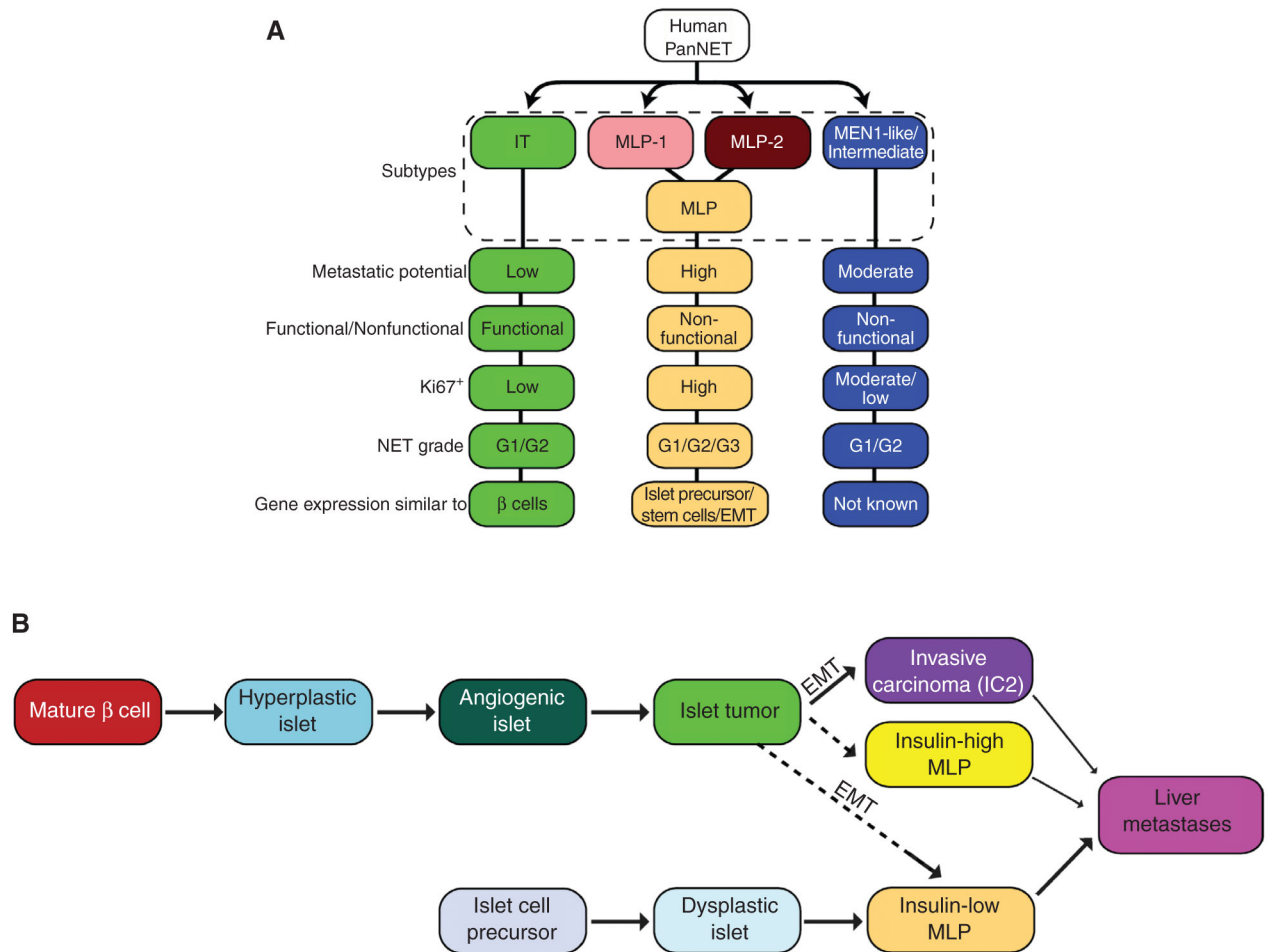 A
Human
PanNET
IT
MLP-1
MLP-2
MEN1-like/
Intermediate
Subtypes
MLP
Metastatic potential
Low
High
Moderate
Functional/Nonfunctional
Functional
Non-
functional
Non-
functional
Ki67⁺
Low
High
Moderate/
low
NET grade
G1/G2
G1/G2/G3
G1/G2
Gene expression similar to
β cells
Islet precursor/
stem cells/EMT
Not known
B
Mature β cell
Hyperplastic
islet
Angiogenic
islet
Islet tumor
EMT
Invasive
carcinoma (IC2)
Insulin-high
MLP
EMT
Liver
metastases
Islet cell
precursor
Dysplastic
islet
Insulin-low
MLP